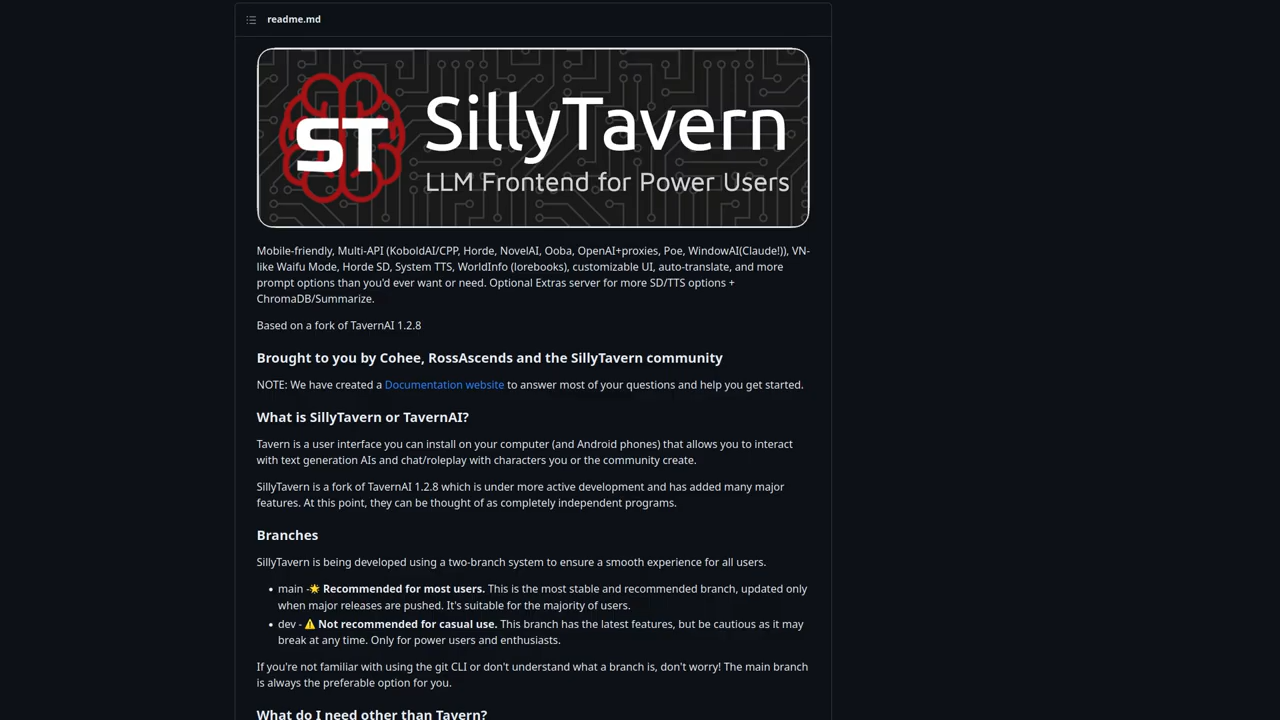 readme.md
ST
SillyTavern
LLM Frontend for Power Users
Mobile-friendly, Multi-API (KoboldAI/CPP, Horde, NovelAI, Ooba, OpenAI+proxies, Poe, WindowAI(Claude!)), VN-
like Waifu Mode, Horde SD, System TTS, WorldInfo (lorebooks), customizable UI, auto-translate, and more
prompt options than you'd ever want or need. Optional Extras server for more SD/TTS options +
ChromaDB/Summarize.
Based on a fork of TavernAI 1.2.8
Brought to you by Cohee, RossAscends and the SillyTavern community
NOTE: We have created a Documentation website to answer most of your questions and help you get started.
What is SillyTavern or TavernAI?
Tavern is a user interface you can install on your computer (and Android phones) that allows you to interact
with text generation AIs and chat/roleplay with characters you or the community create.
SillyTavern is a fork of TavernAI 1.2.8 which is under more active development and has added many major
features. At this point, they can be thought of as completely independent programs.
Branches
SillyTavern is being developed using a two-branch system to ensure a smooth experience for all users.
• main -🌟 Recommended for most users. This is the most stable and recommended branch, updated only
when major releases are pushed. It's suitable for the majority of users.
• dev - ⚠️ Not recommended for casual use. This branch has the latest features, but be cautious as it may
break at any time. Only for power users and enthusiasts.
If you're not familiar with using the git CLI or don't understand what a branch is, don't worry! The main branch
is always the preferable option for you.
What do I need other than Tavern?